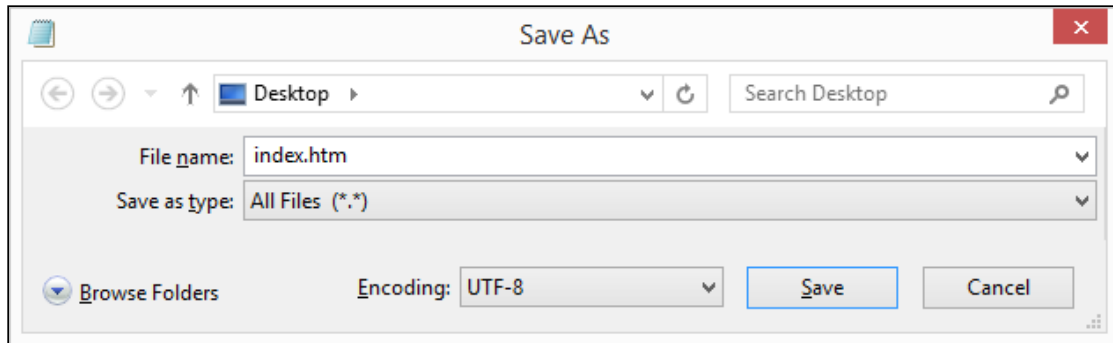 Save As
Desktop
Search Desktop
File name: index.htm
Save as type: All Files (*.*)
Browse Folders Encoding: UTF-8 Save Cancel